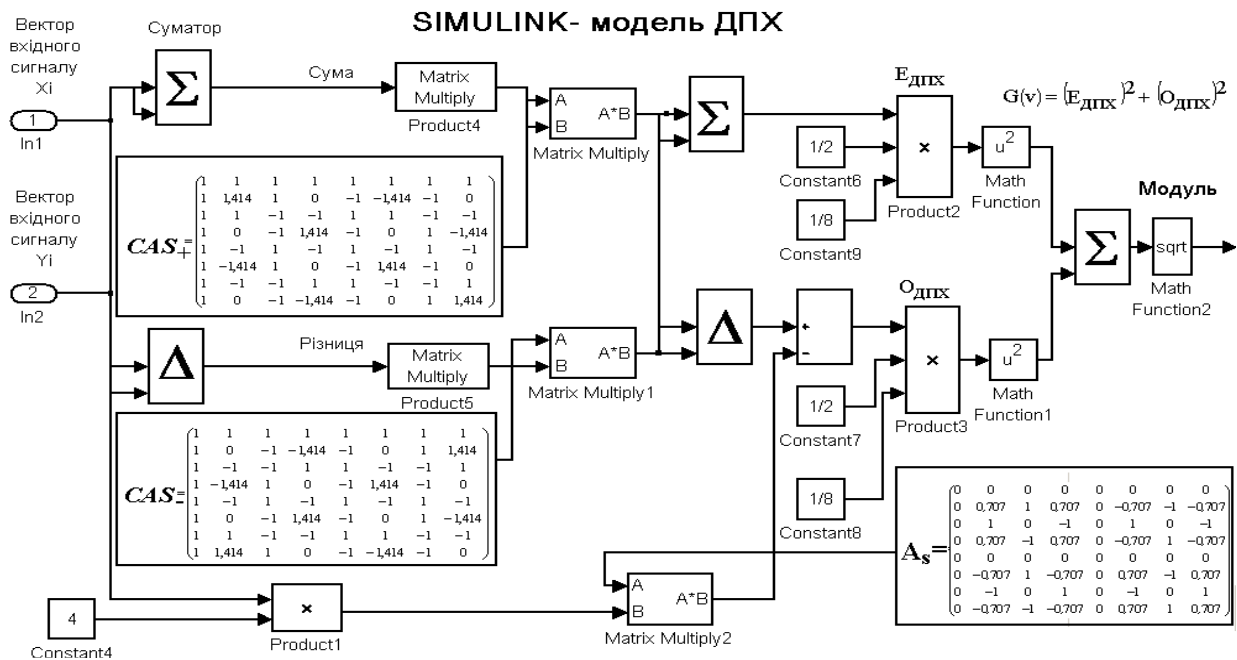 SIMULINK- модель ДПХ
Вектор
вхідного
сигналу
Xi
1
In1
Суматор
Σ
Сума
Matrix
Multiply
Product4
A
B
A*B
Matrix Multiply
Σ
E ДПХ
×
Product2
1/2
Constant6
1/8
Constant9
u²
Math
Function
G(v) = (E ДПХ)² + (O ДПХ)²
Модуль
Σ
sqrt
Math
Function2
CAS+ =
1 1 1 1 1 1 1 1
1 1,414 1 0 -1 -1,414 -1 0
1 1 -1 -1 1 1 -1 -1
1 0 -1 1,414 -1 0 1 -1,414
1 -1 1 -1 1 -1 1 -1
1 -1,414 1 0 -1 1,414 -1 0
1 -1 -1 1 1 -1 -1 1
1 0 -1 -1,414 -1 0 1 1,414
Вектор
вхідного
сигналу
Yi
2
In2
Δ
Різниця
Matrix
Multiply
Product5
A
B
A*B
Matrix Multiply1
Δ
+
-
O ДПХ
×
Product3
1/2
Constant7
1/8
Constant8
u²
Math
Function1
CAS- =
1 1 1 1 1 1 1 1
1 0 -1 -1,414 -1 0 1 1,414
1 -1 -1 1 1 -1 -1 1
1 -1,414 1 0 -1 1,414 -1 0
1 -1 1 -1 1 -1 1 -1
1 0 -1 1,414 -1 0 1 -1,414
1 1 -1 -1 1 1 -1 -1
1 1,414 1 0 -1 -1,414 -1 0
As =
0 0 0 0 0 0 0 0
0 0,707 1 0,707 0 -0,707 -1 -0,707
0 1 0 -1 0 1 0 -1
0 0,707 -1 0,707 0 -0,707 1 -0,707
0 0 0 0 0 0 0 0
0 -0,707 1 -0,707 0 0,707 -1 0,707
0 -1 0 1 0 -1 0 1
0 -0,707 -1 -0,707 0 0,707 1 0,707
4
Constant4
×
Product1
A
B
A*B
Matrix Multiply2